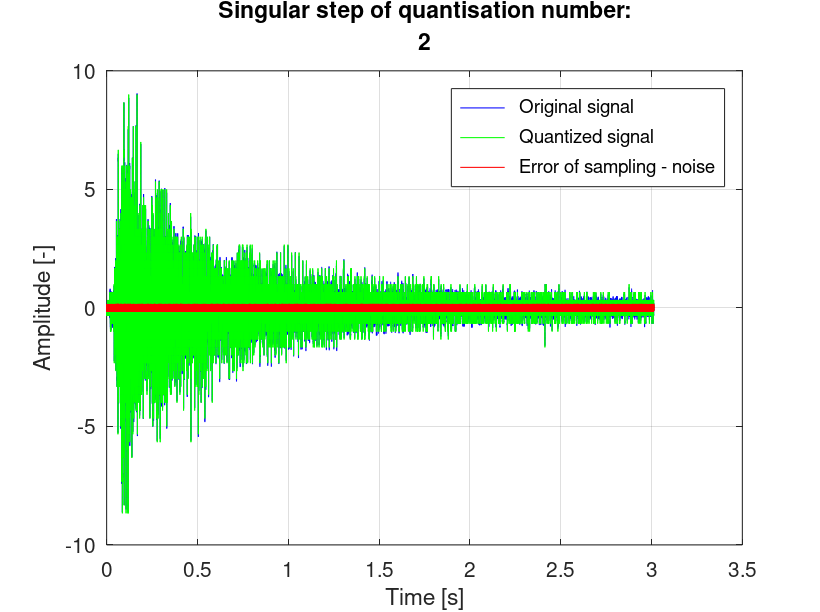 Singular step of quantisation number:
2
10
5
0
-5
-10
Amplitude [-]
Original signal
Quantized signal
Error of sampling - noise
0 0.5 1 1.5 2 2.5 3 3.5
Time [s]